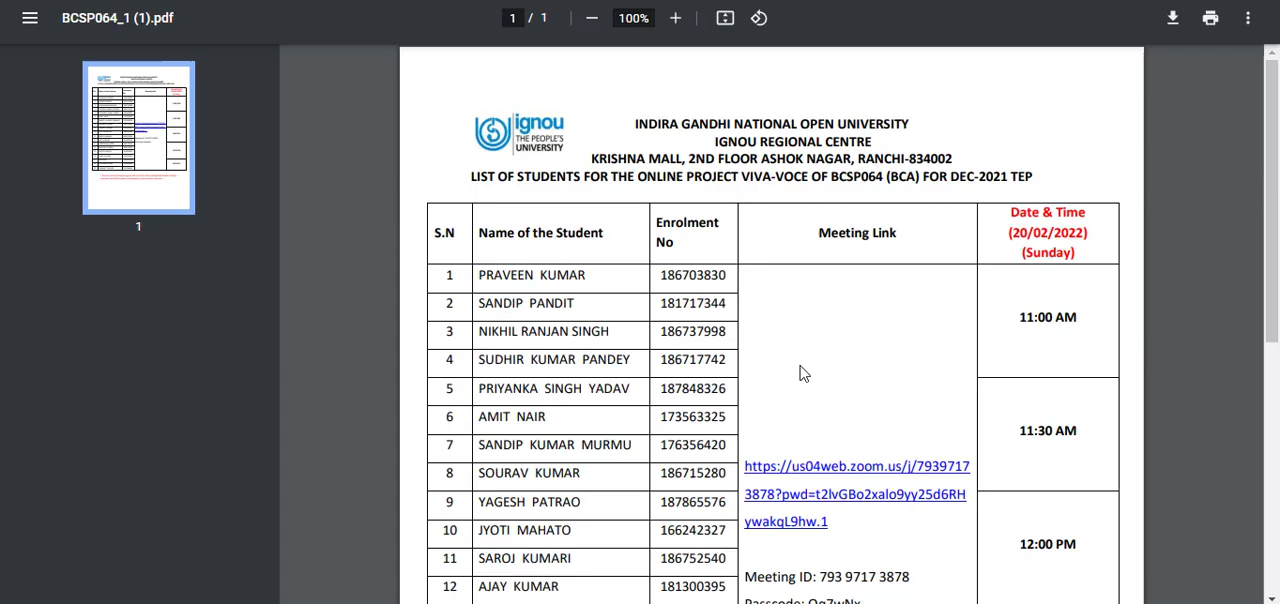 BCSP064_1 (1).pdf
1 / 1
100%
1
ignou
THE PEOPLE'S
UNIVERSITY
INDIRA GANDHI NATIONAL OPEN UNIVERSITY
IGNOU REGIONAL CENTRE
KRISHNA MALL, 2ND FLOOR ASHOK NAGAR, RANCHI-834002
LIST OF STUDENTS FOR THE ONLINE PROJECT VIVA-VOCE OF BCSP064 (BCA) FOR DEC-2021 TEP
S.N Name of the Student Enrolment No Meeting Link Date & Time (20/02/2022) (Sunday)
1 PRAVEEN KUMAR 186703830
2 SANDIP PANDIT 181717344
11:00 AM
3 NIKHIL RANJAN SINGH 186737998
4 SUDHIR KUMAR PANDEY 186717742
5 PRIYANKA SINGH YADAV 187848326
6 AMIT NAIR 173563325
11:30 AM
7 SANDIP KUMAR MURMU 176356420
8 SOURAV KUMAR 186715280
9 YAGESH PATRAO 187865576
10 JYOTI MAHATO 166242327
12:00 PM
11 SAROJ KUMARI 186752540
12 AJAY KUMAR 181300395
https://us04web.zoom.us/j/7939717
3878?pwd=t2lvGBo2xalo9yy25d6RH
ywakqL9hw.1
Meeting ID: 793 9717 3878
Passcode: